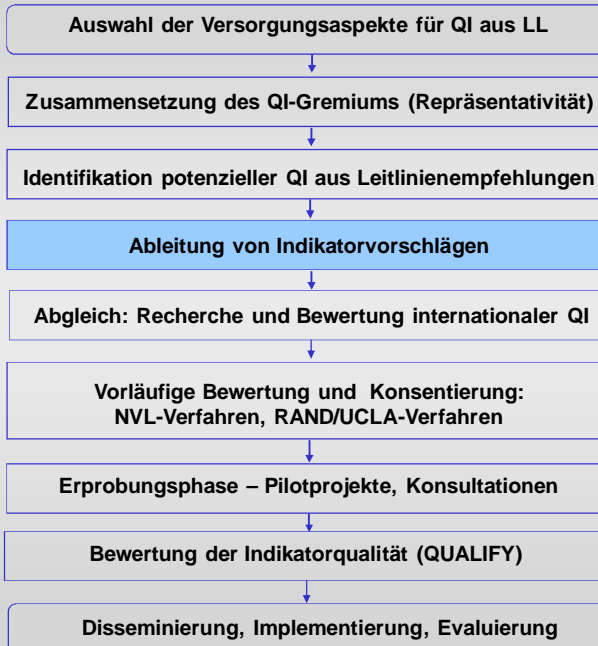 Auswahl der Versorgungsaspekte für QI aus LL
Zusammensetzung des QI-Gremiums (Repräsentativität)
Identifikation potenzieller QI aus Leitlinienempfehlungen
Ableitung von Indikatorvorschlägen
Abgleich: Recherche und Bewertung internationaler QI
Vorläufige Bewertung und Konsentierung:
NVL-Verfahren, RAND/UCLA-Verfahren
Erprobungsphase – Pilotprojekte, Konsultationen
Bewertung der Indikatorqualität (QUALIFY)
Disseminierung, Implementierung, Evaluierung